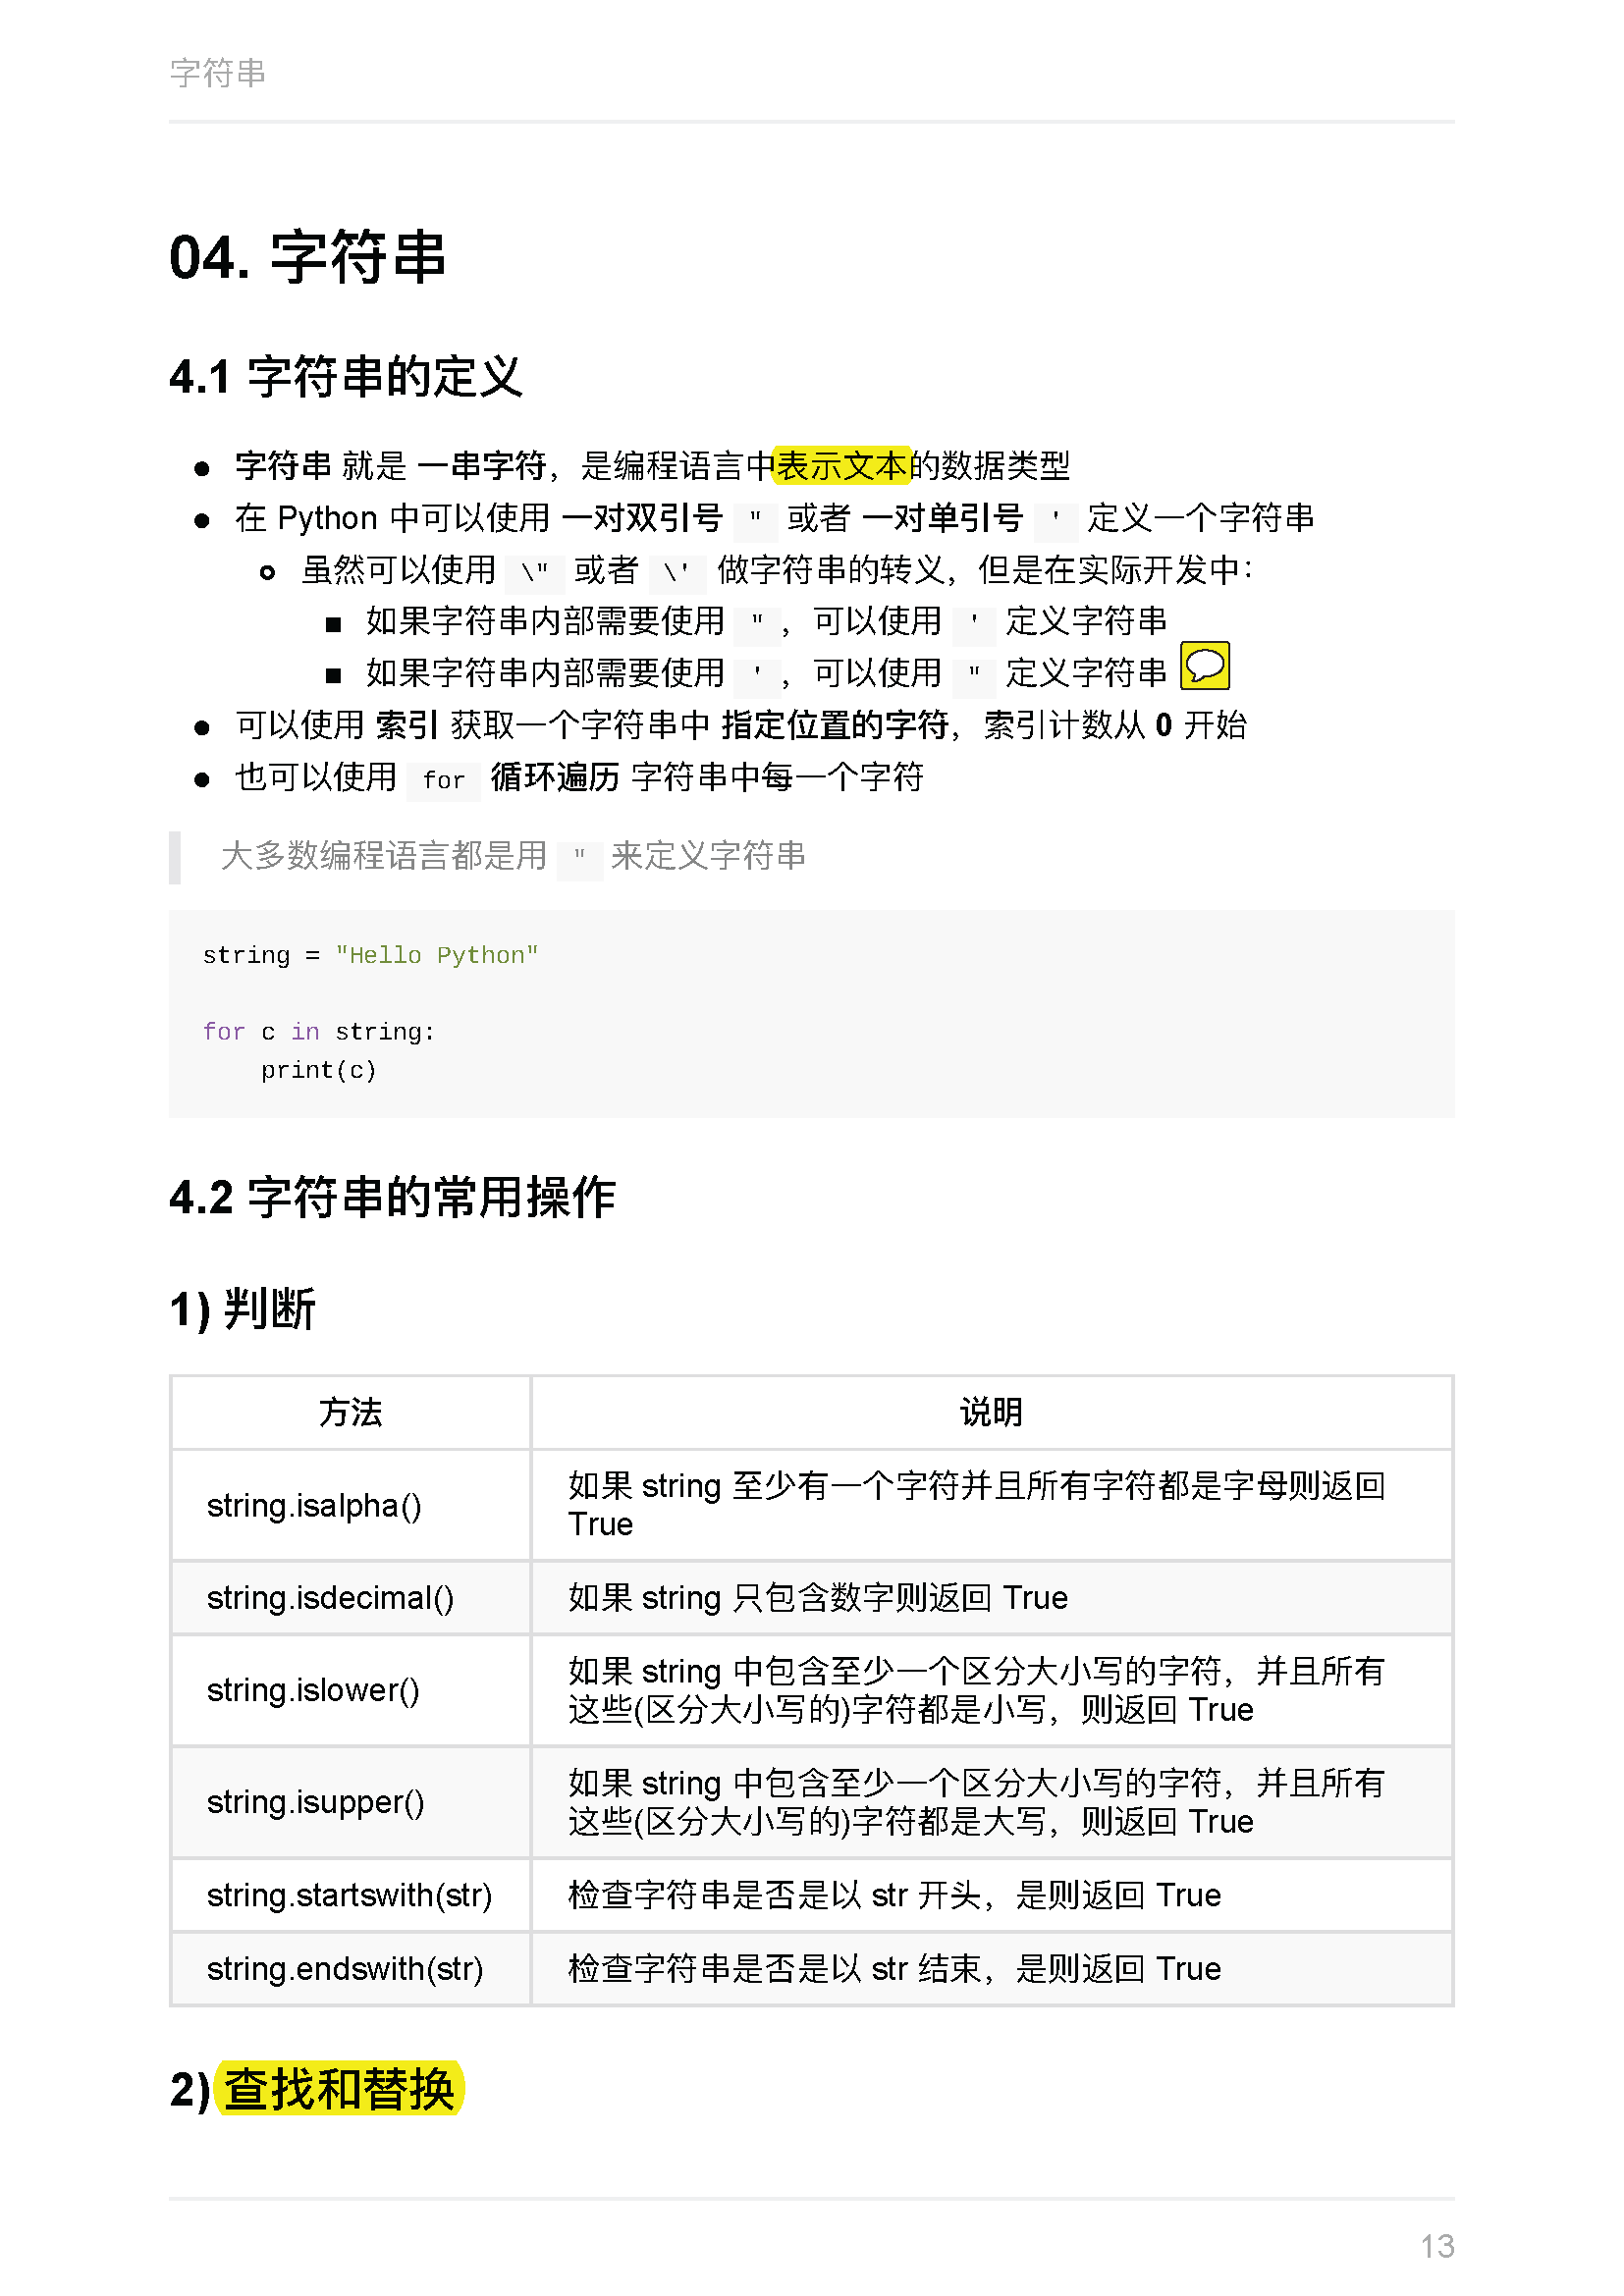 字符串
04. 字符串
4.1 字符串的定义
● 字符串 就是 一串字符，是编程语言中表示文本的数据类型
● 在 Python 中可以使用 一对双引号 " 或者 一对单引号 ' 定义一个字符串
虽然可以使用 \" 或者 \' 做字符串的转义，但是在实际开发中：
■ 如果字符串内部需要使用 "，可以使用 ' 定义字符串
■ 如果字符串内部需要使用 '，可以使用 " 定义字符串
● 可以使用 索引 获取一个字符串中 指定位置的字符，索引计数从 0 开始
● 也可以使用 for 循环遍历 字符串中每一个字符
大多数编程语言都是用 " 来定义字符串
string = "Hello Python"
for c in string:
    print(c)
4.2 字符串的常用操作
1) 判断
方法 说明
string.isalpha() 如果 string 至少有一个字符并且所有字符都是字母则返回
True
string.isdecimal() 如果 string 只包含数字则返回 True
string.islower() 如果 string 中包含至少一个区分大小写的字符，并且所有
这些(区分大小写的)字符都是小写，则返回 True
string.isupper() 如果 string 中包含至少一个区分大小写的字符，并且所有
这些(区分大小写的)字符都是大写，则返回 True
string.startswith(str) 检查字符串是否是以 str 开头，是则返回 True
string.endswith(str) 检查字符串是否是以 str 结束，是则返回 True
2) 查找和替换
13